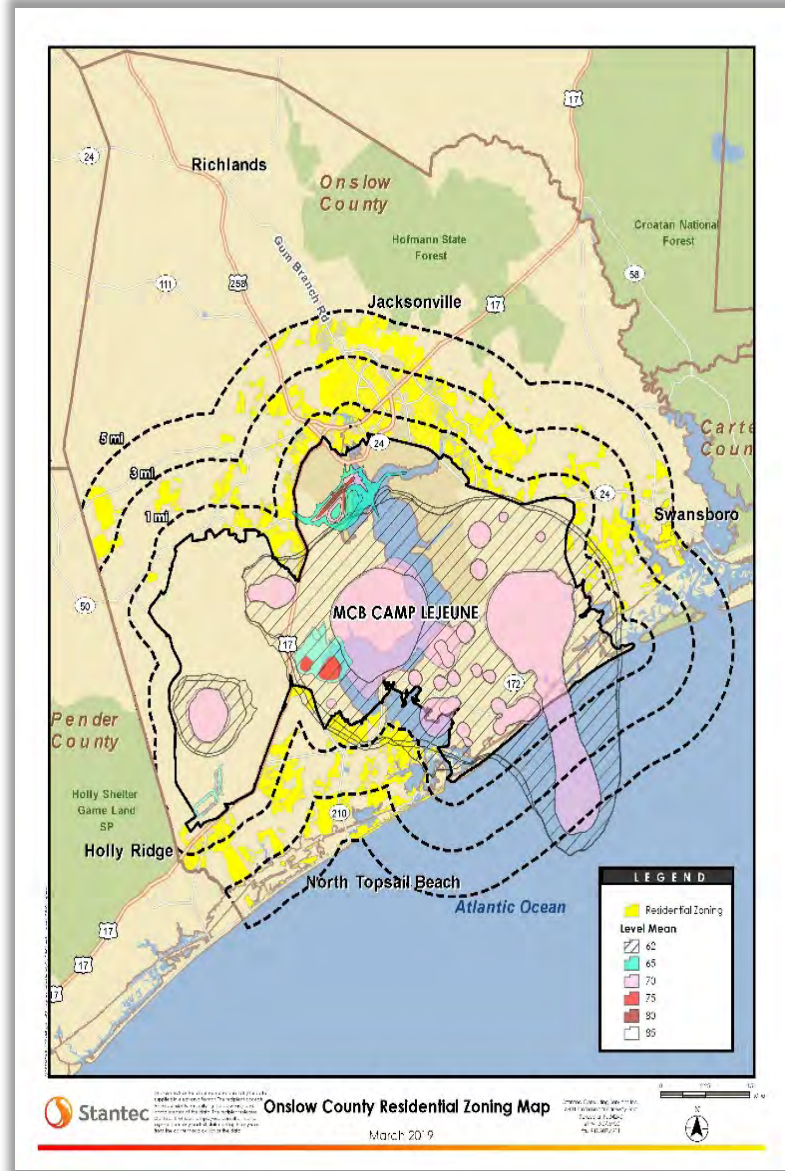 17
24
Richlands
Onslow
County
Hofmann State
Forest
Croatan National
Forest
Gum Branch Rd
258
111
58
Jacksonville
17
5 mi
3 mi
1 mi
24
Carte
Coun
24
Swansboro
50
MCB CAMP LEJEUNE
17
172
Pender
County
Holly Shelter
Game Land
SP
210
Holly Ridge
North Topsail Beach
Atlantic Ocean
17
17
17
LEGEND
Residential Zoning
Level Mean
62
65
70
75
80
85
Stantec
Onslow County Residential Zoning Map
March 2019
N